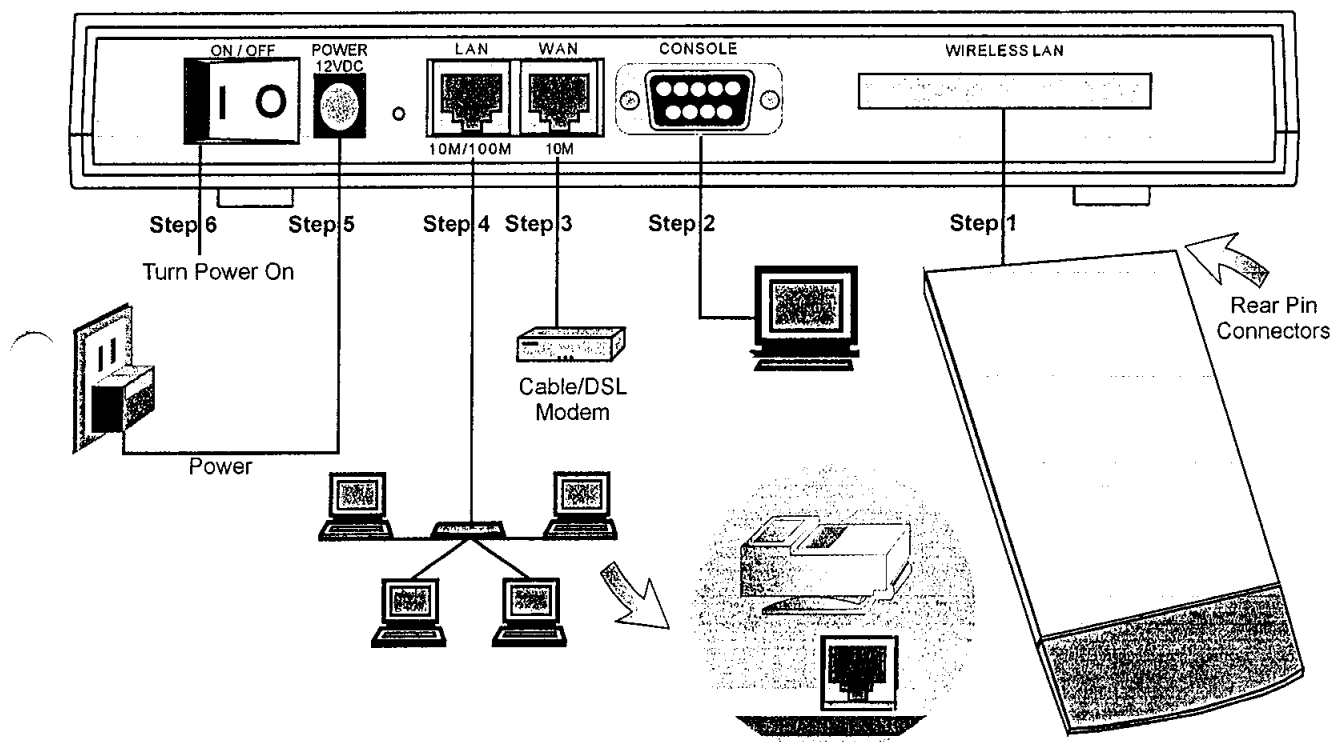 ON / OFF
POWER
12VDC
LAN
WAN
CONSOLE
WIRELESS LAN
I O
10M/100M
10M
Step 6
Step 5
Step 4
Step 3
Step 2
Step 1
Turn Power On
Rear Pin
Connectors
Cable/DSL
Modem
Power